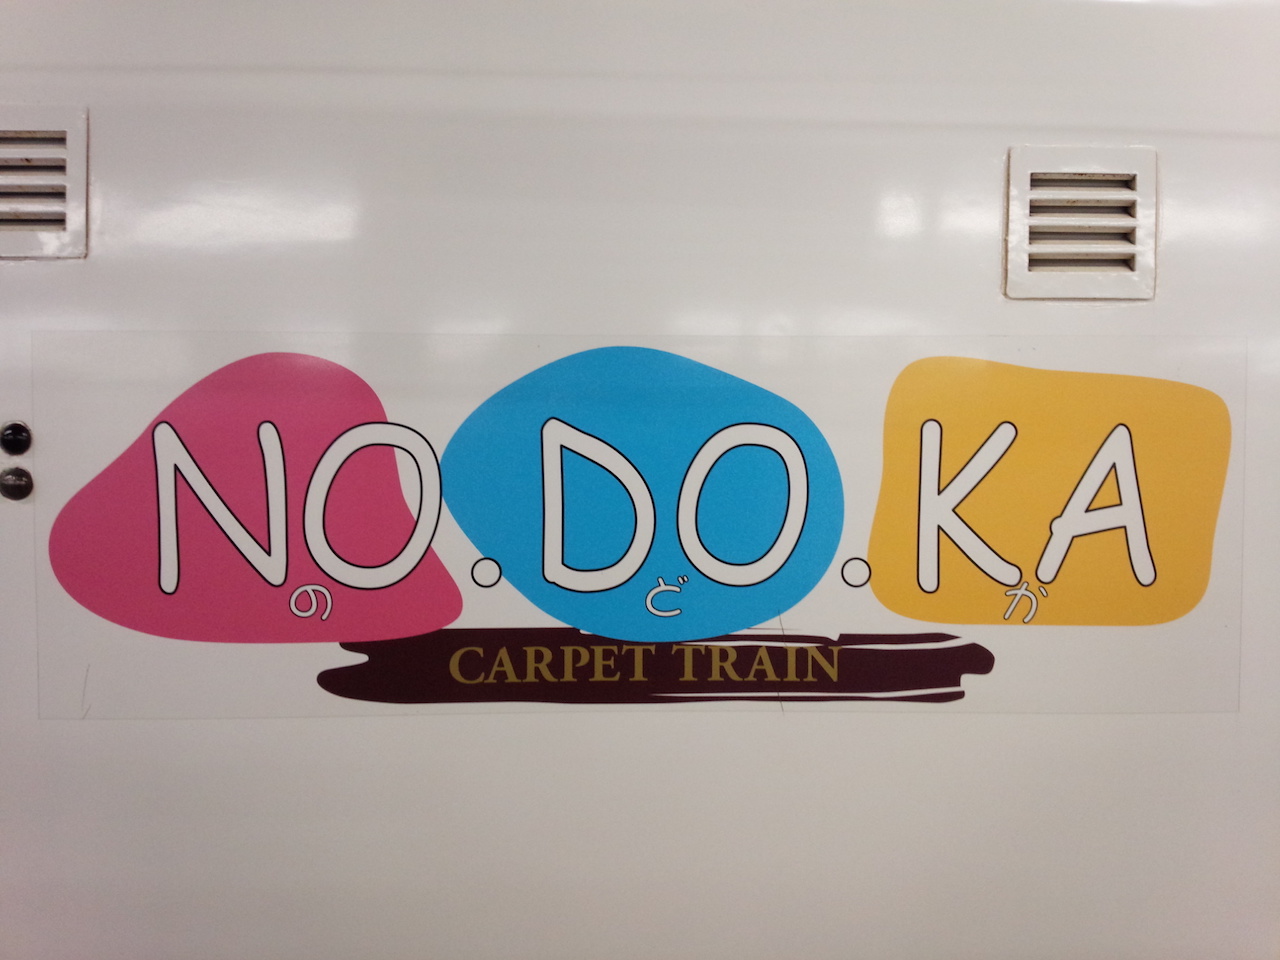 NO.DO.KA
の ど か
CARPET TRAIN